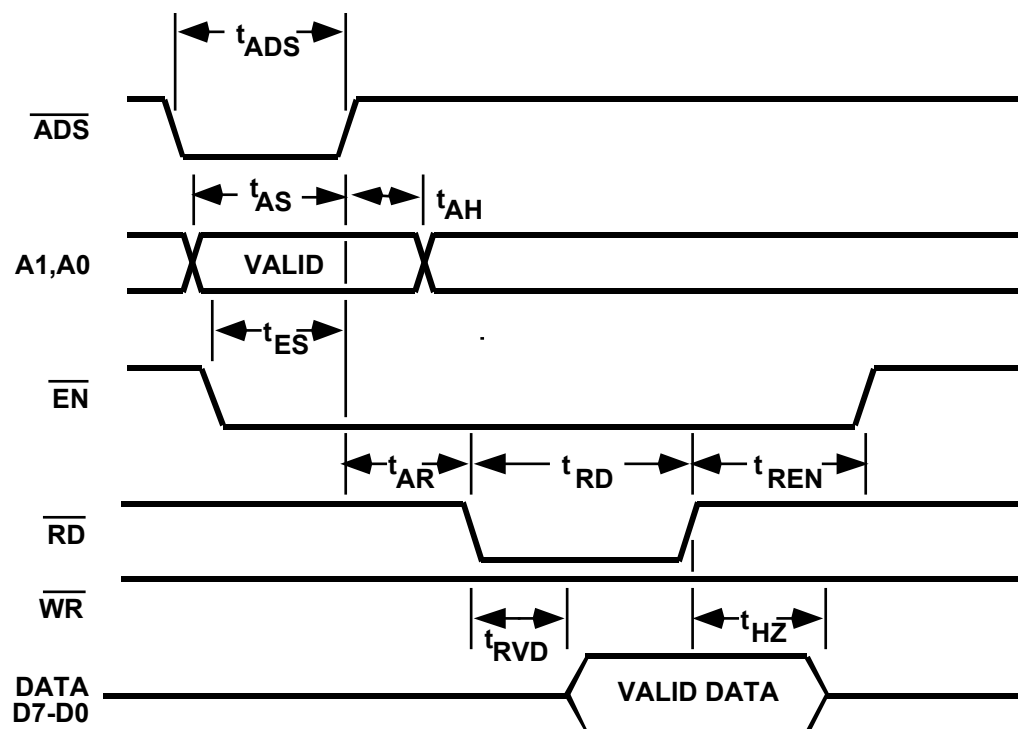 tADS
ADS
tAS
tAH
A1,A0
VALID
tES
EN
tAR
tRD
tREN
RD
WR
tRVD
tHZ
DATA
D7-D0
VALID DATA